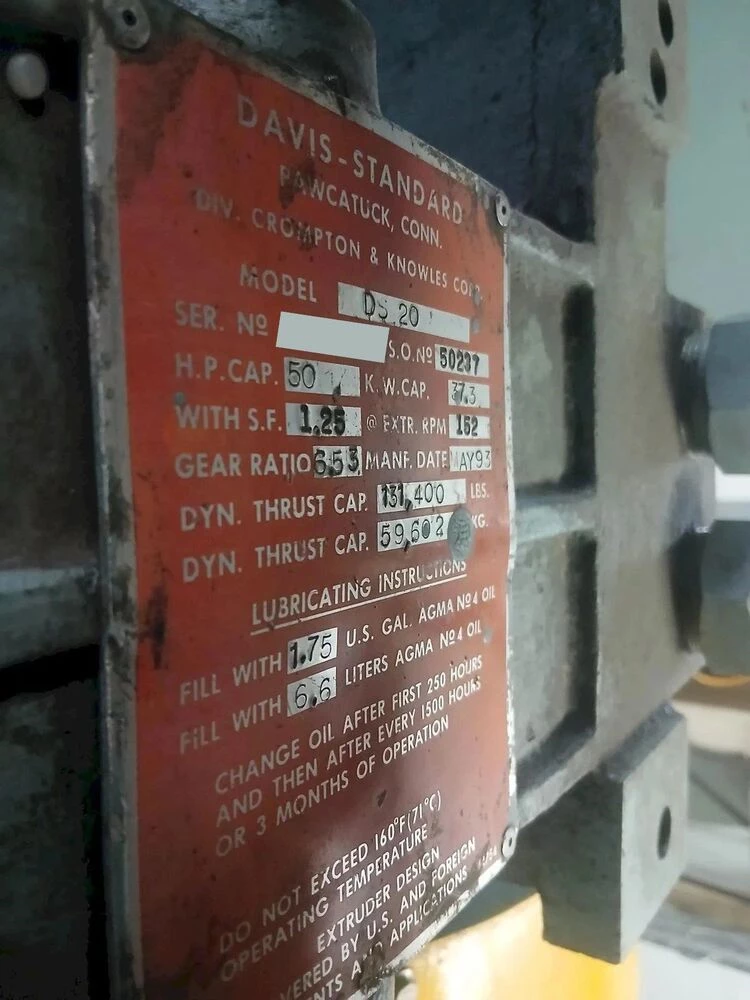 DAVIS-STANDARD
PAWCATUCK, CONN.
DIV. CROMPTON & KNOWLES CORP.
MODEL DS 20
SER. Nº S.O.Nº 50237
H.P.CAP. 50 K.W.CAP. 37.3
WITH S.F. 1.25 @ EXTR. RPM 152
GEAR RATIO 6.53 MANF. DATE MAY93
DYN. THRUST CAP. 131,400 LBS.
DYN. THRUST CAP. 59,602 KG.
LUBRICATING INSTRUCTIONS
FILL WITH 1.75 U.S. GAL. AGMA Nº4 OIL
FILL WITH 6.6 LITERS AGMA Nº4 OIL
CHANGE OIL AFTER FIRST 250 HOURS
AND THEN AFTER EVERY 1500 HOURS
OR 3 MONTHS OF OPERATION
DO NOT EXCEED 160°F(71°C)
OPERATING TEMPERATURE
EXTRUDER DESIGN
VERED BY U.S. AND FOREIGN
NTS AND APPLICATIONS